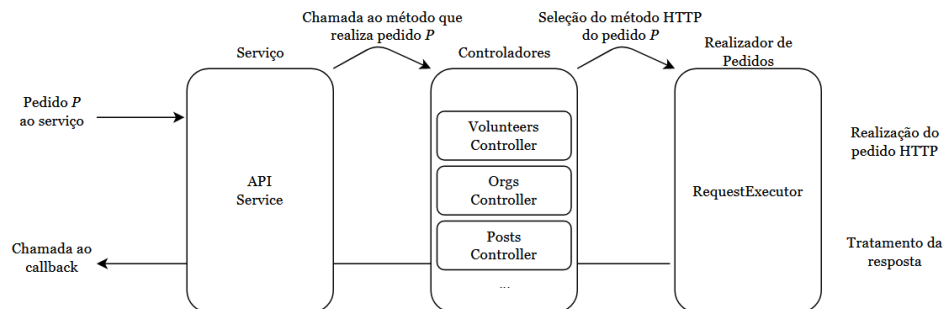 Chamada ao método que
realiza pedido P
Seleção do método HTTP
do pedido P
Serviço
Controladores
Realizador de
Pedidos
Pedido P
ao serviço
Volunteers
Controller
Realização do
pedido HTTP
API
Service
Orgs
Controller
RequestExecutor
Posts
Controller
Chamada ao
callback
Tratamento da
resposta
...